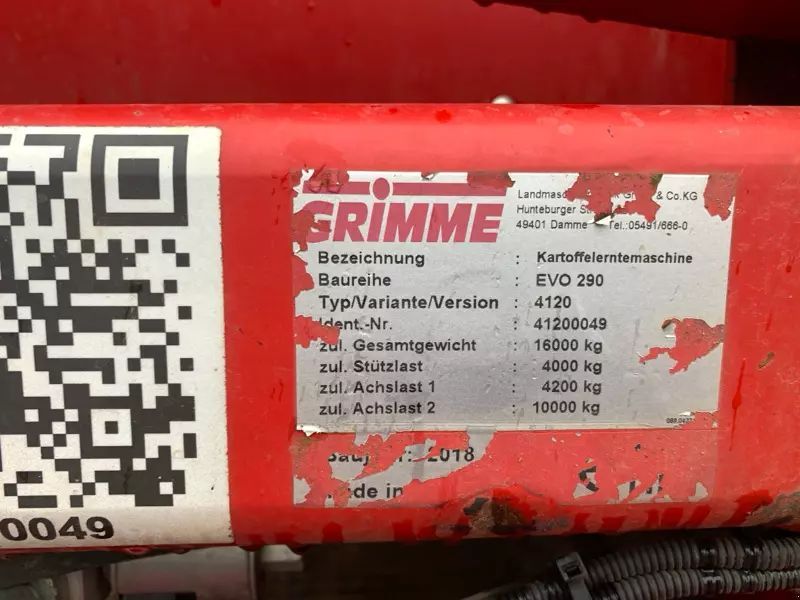 GRIMME
& Co.KG
Hunteburger
49401 Damme Tel.:05491/666-0
Bezeichnung : Kartoffelerntemaschine
Baureihe : EVO 290
Typ/Variante/Version : 4120
Ident.-Nr. : 41200049
zul. Gesamtgewicht : 16000 kg
zul. Stützlast : 4000 kg
zul. Achslast 1 : 4200 kg
zul. Achslast 2 : 10000 kg
2018
in
0049